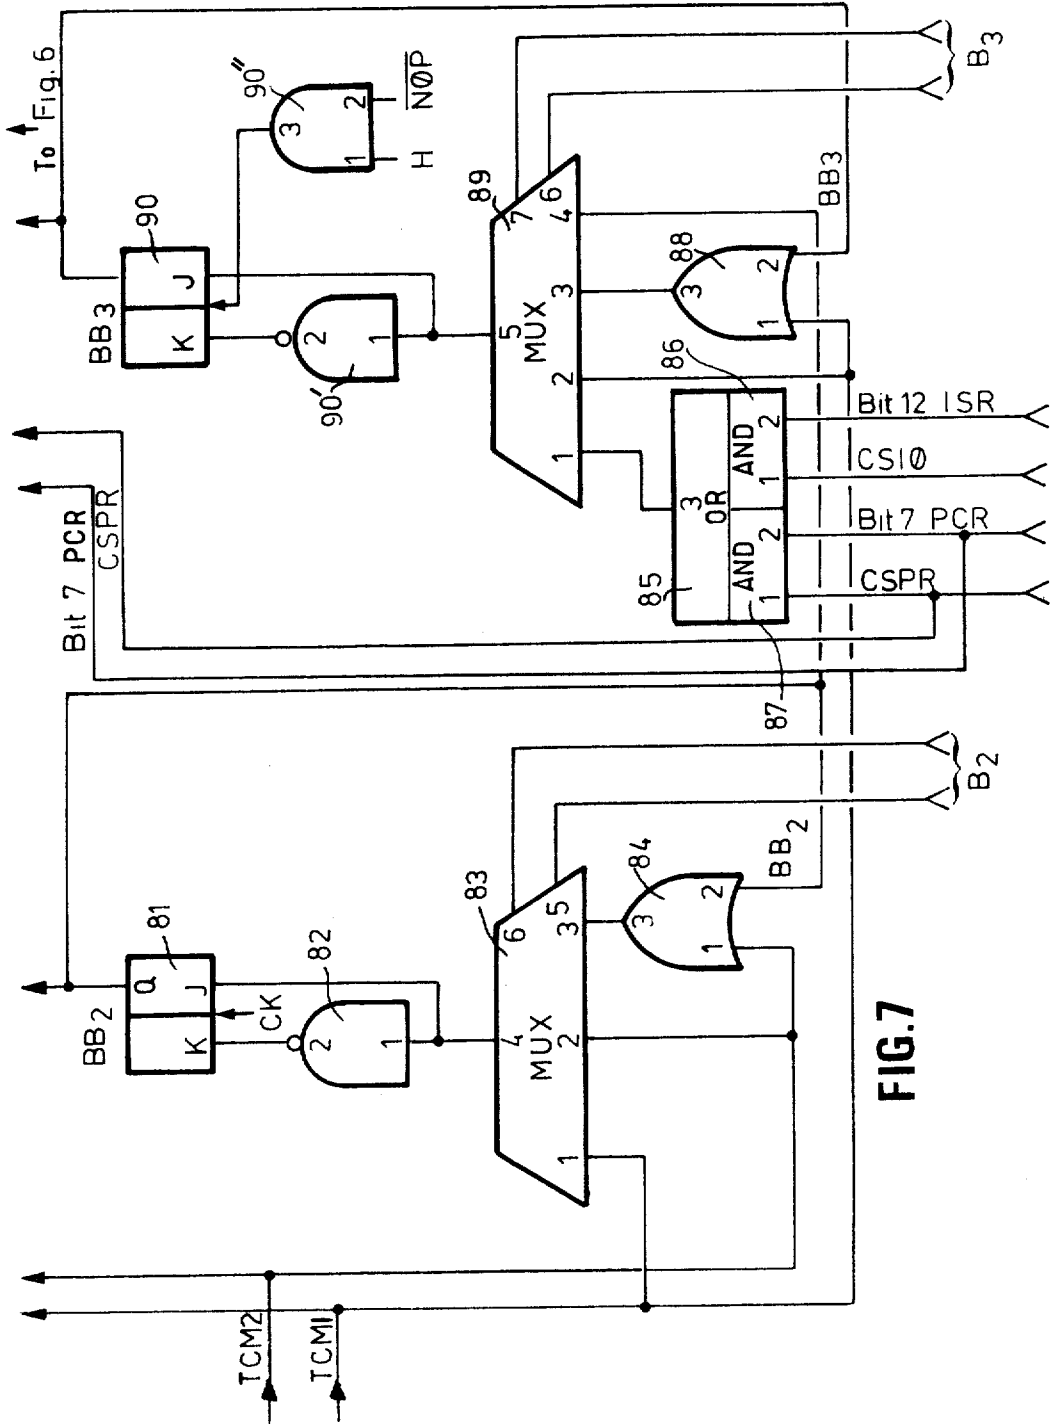 To Fig. 6
90"
3
1 2
H
N0P
90
BB3
J
K
90'
2
1
89
7
6
4
5
MUX
3
2
1
B3
BB3
88
3
1
2
86
85
3
OR
AND
AND
1
2
1
2
87
Bit 12 ISR
CSI0
Bit 7 PCR
CSPR
Bit 7 PCR
CSPR
81
Q
BB2
J
K
CK
82
2
1
83
6
5
4
MUX
3
2
1
B2
84
3
1
2
BB2
TCM2
TCM1
FIG.7